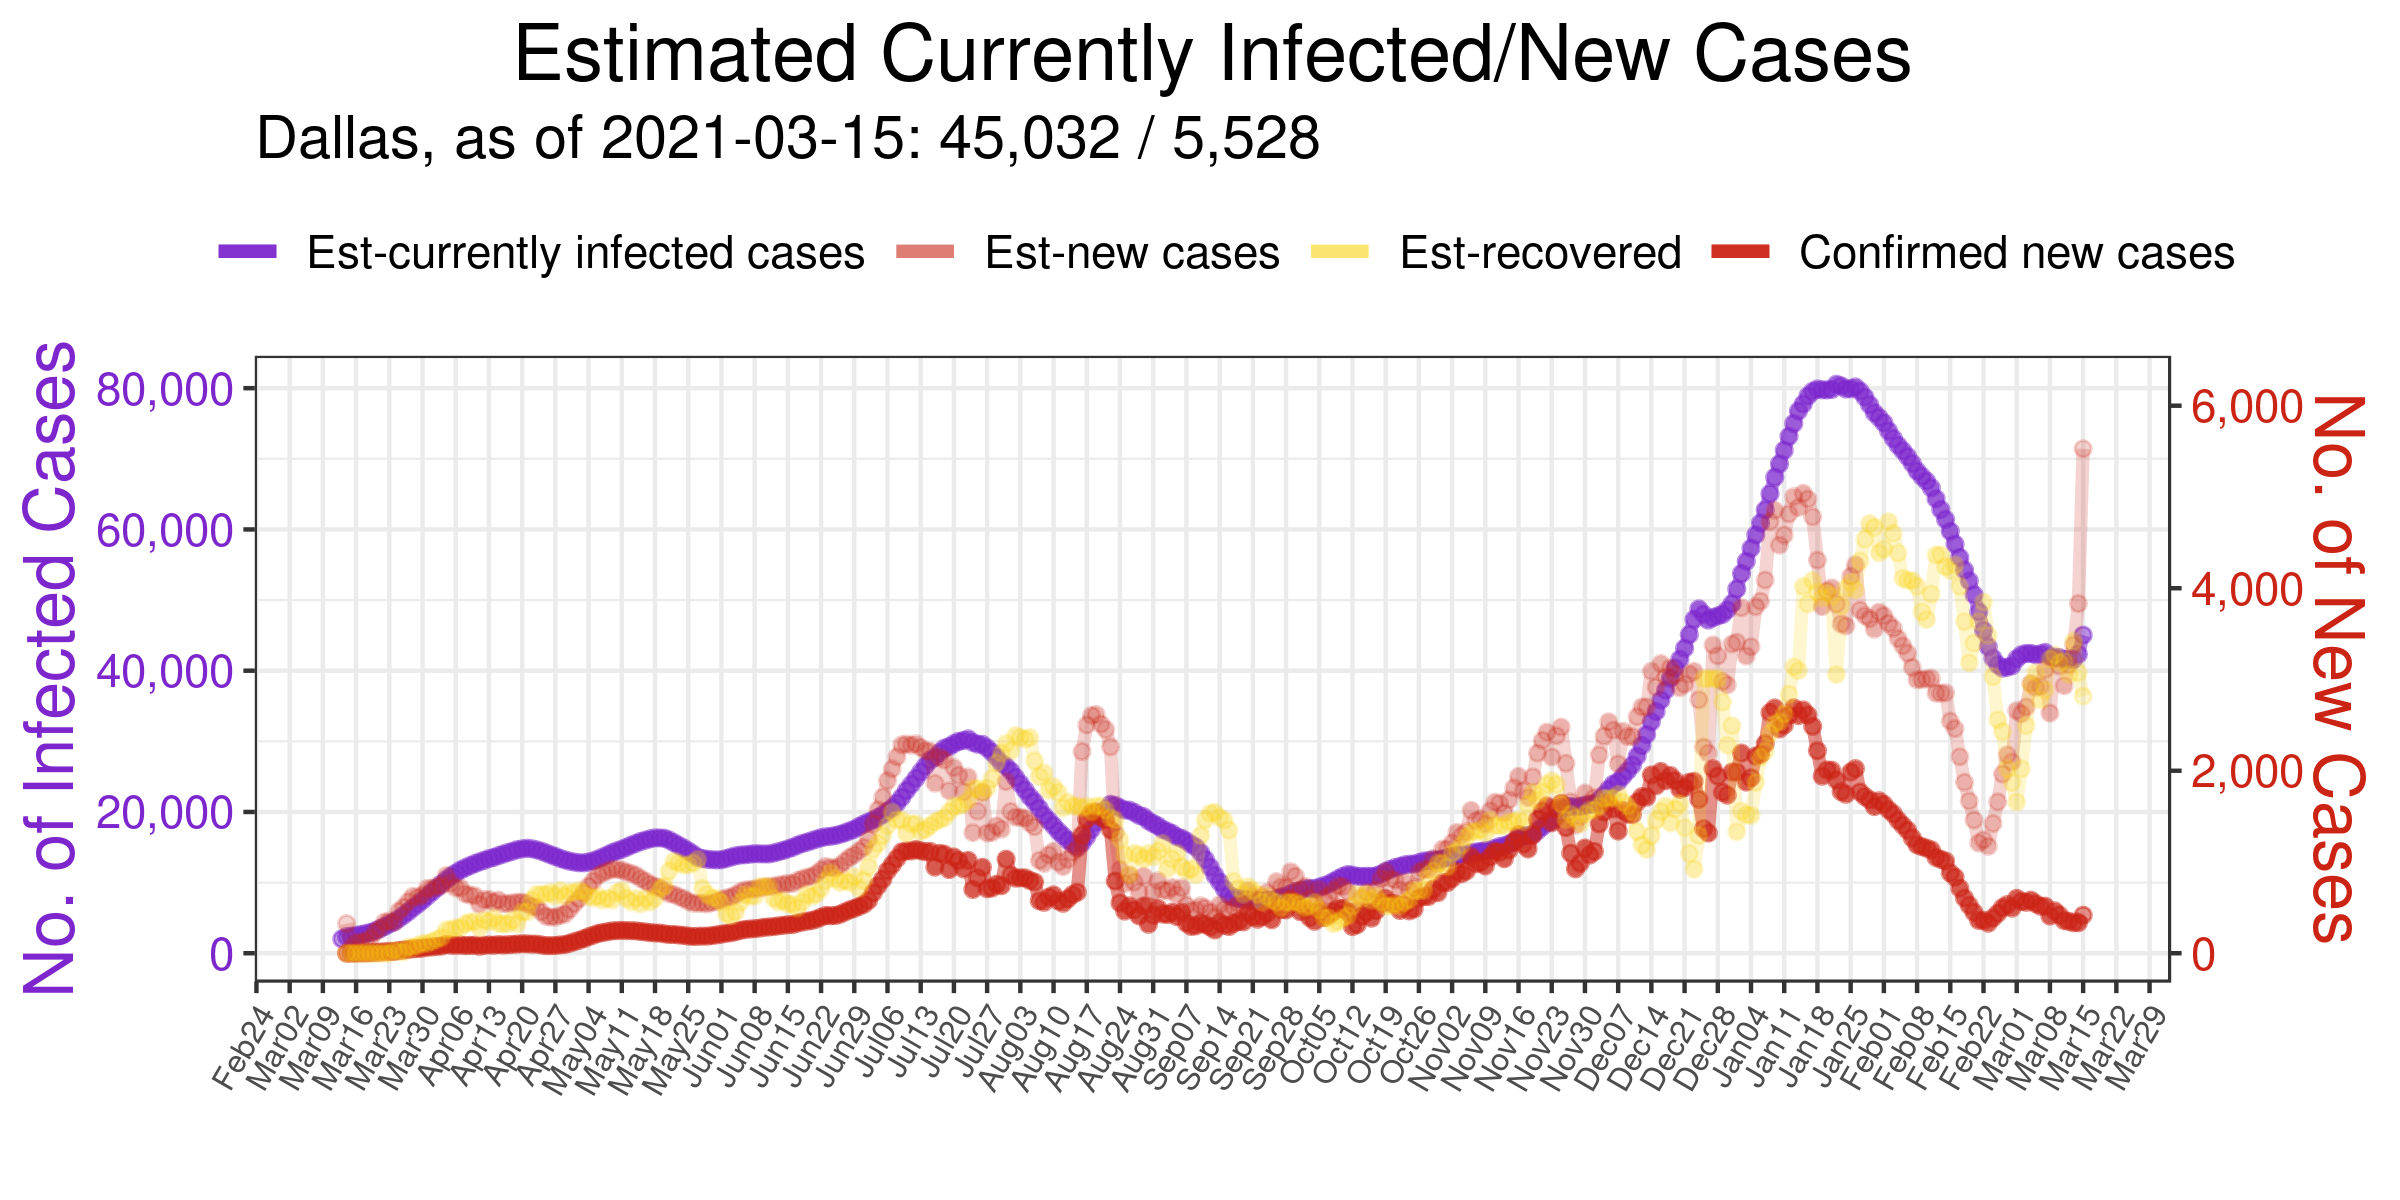 Estimated Currently Infected/New Cases
Dallas, as of 2021-03-15: 45,032 / 5,528
Est-currently infected cases
Est-new cases
Est-recovered
Confirmed new cases
No. of Infected Cases
80,000
60,000
40,000
20,000
0
6,000
4,000
2,000
0
No. of New Cases
Feb24
Mar02
Mar09
Mar16
Mar23
Mar30
Apr06
Apr13
Apr20
Apr27
May04
May11
May18
May25
Jun01
Jun08
Jun15
Jun22
Jun29
Jul06
Jul13
Jul20
Jul27
Aug03
Aug10
Aug17
Aug24
Aug31
Sep07
Sep14
Sep21
Sep28
Oct05
Oct12
Oct19
Oct26
Nov02
Nov09
Nov16
Nov23
Nov30
Dec07
Dec14
Dec21
Dec28
Jan04
Jan11
Jan18
Jan25
Feb01
Feb08
Feb15
Feb22
Mar01
Mar08
Mar15
Mar22
Mar29